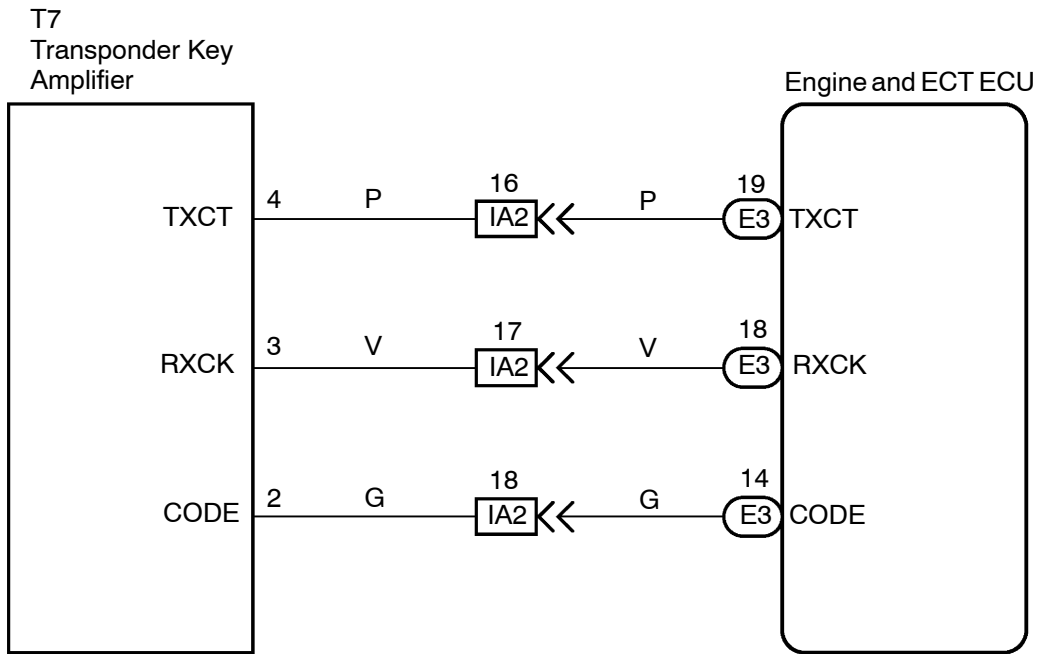 T7
Transponder Key
Amplifier
Engine and ECT ECU
TXCT 4 P 16 IA2 P 19 E3 TXCT
RXCK 3 V 17 IA2 V 18 E3 RXCK
CODE 2 G 18 IA2 G 14 E3 CODE